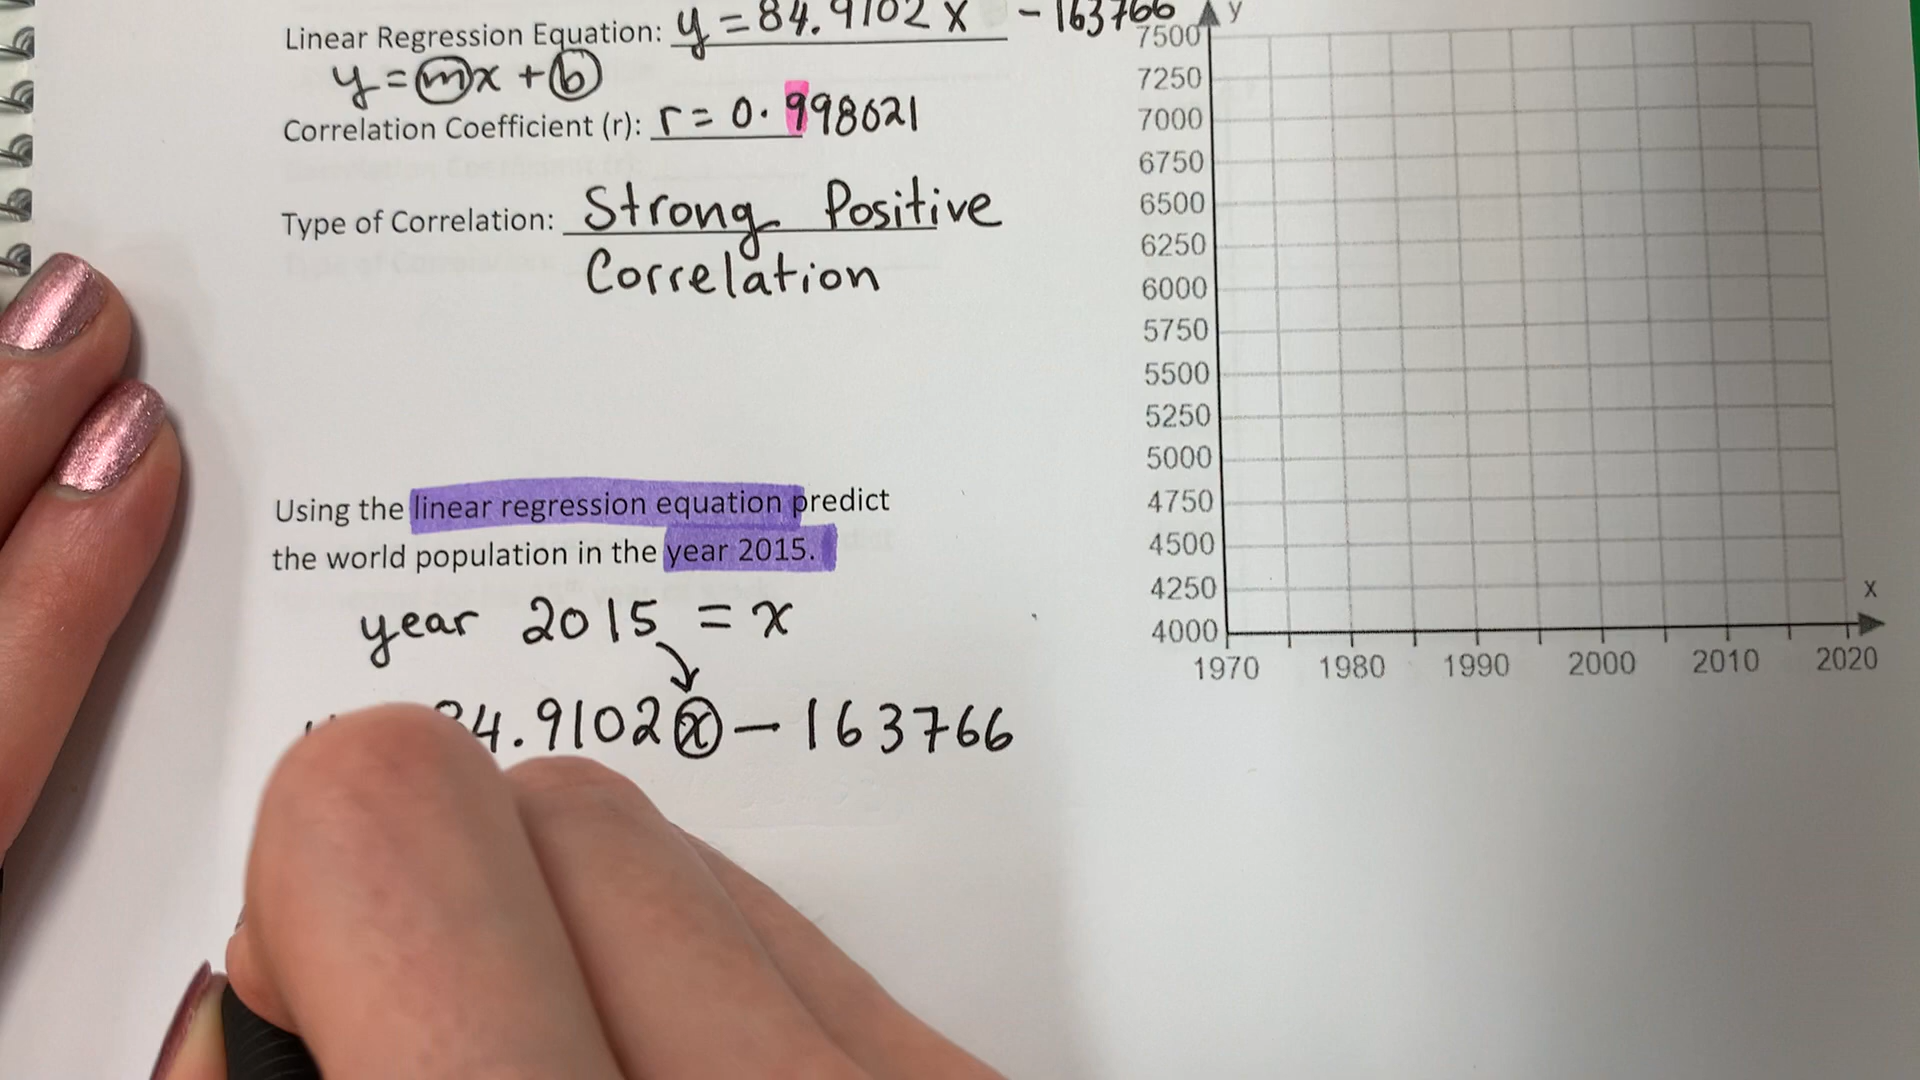 Linear Regression Equation: y = 84.9102 x - 163766
y = mx + b
Correlation Coefficient (r): r = 0.998621
Type of Correlation: Strong Positive
Correlation
Using the linear regression equation predict
the world population in the year 2015.
year 2015 = x
4.9102 x - 163766
y
7500
7250
7000
6750
6500
6250
6000
5750
5500
5250
5000
4750
4500
4250
4000
x
1970 1980 1990 2000 2010 2020